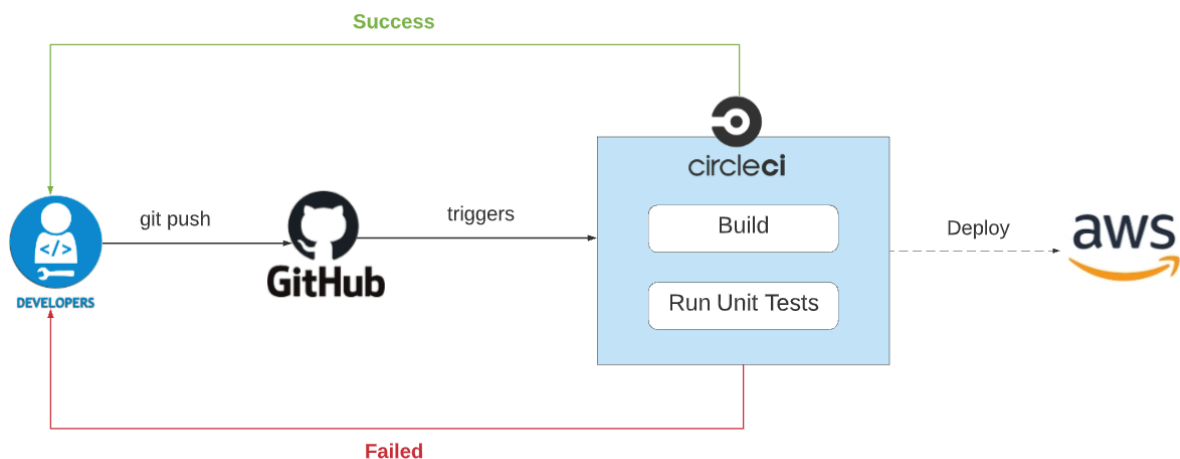 Success
circleci
git push
triggers
Build
Deploy
aws
</>
GitHub
DEVELOPERS
Run Unit Tests
Failed